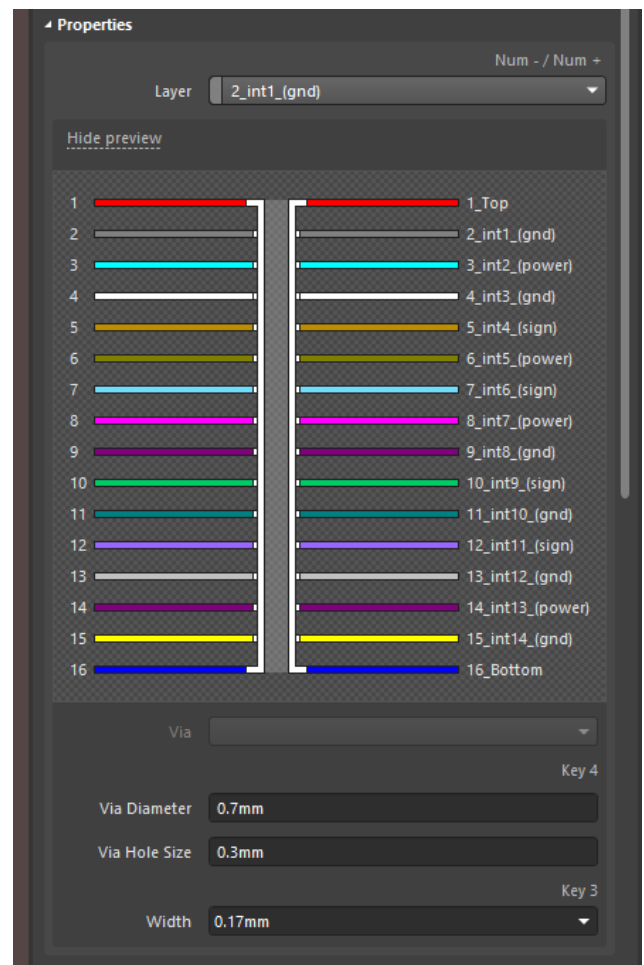 Properties
Num - / Num +
Layer 2_int1_(gnd)
Hide preview
1 1_Top
2 2_int1_(gnd)
3 3_int2_(power)
4 4_int3_(gnd)
5 5_int4_(sign)
6 6_int5_(power)
7 7_int6_(sign)
8 8_int7_(power)
9 9_int8_(gnd)
10 10_int9_(sign)
11 11_int10_(gnd)
12 12_int11_(sign)
13 13_int12_(gnd)
14 14_int13_(power)
15 15_int14_(gnd)
16 16_Bottom
Via
Key 4
Via Diameter 0.7mm
Via Hole Size 0.3mm
Key 3
Width 0.17mm